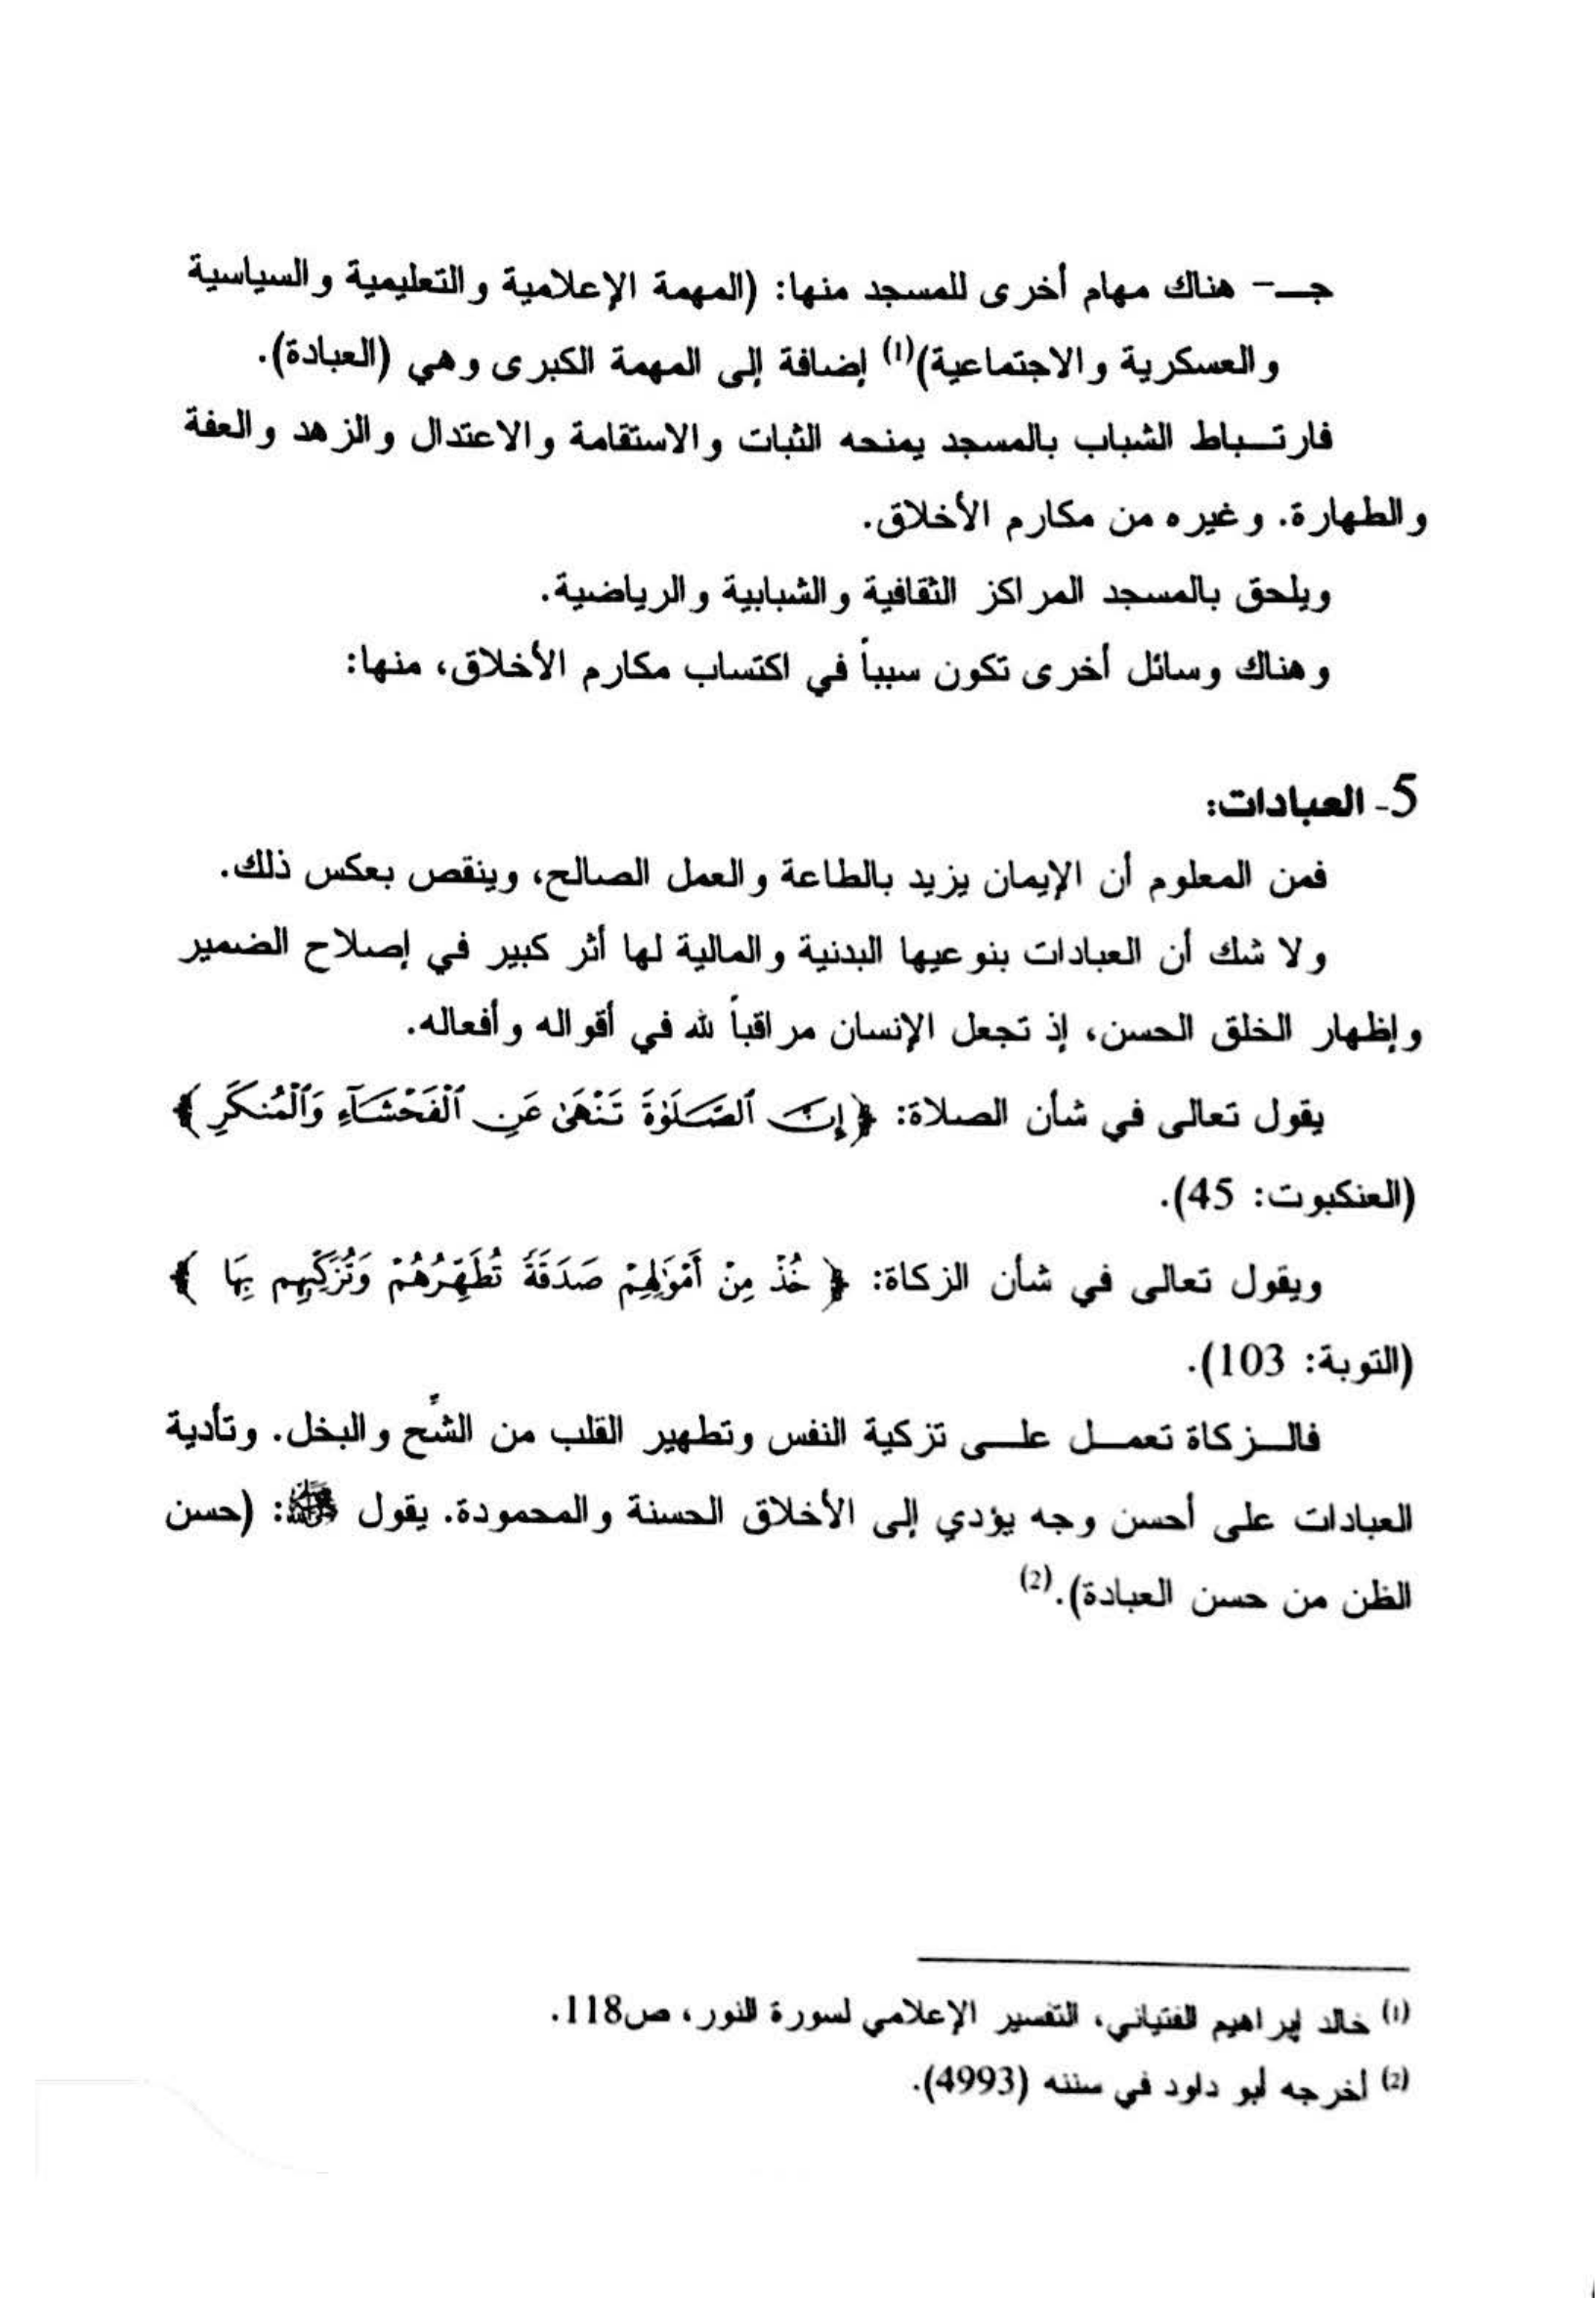 جـ- هناك مهام أخرى للمسجد منها: (المهمة الإعلامية والتعليمية والسياسية
والعسكرية والاجتماعية)(1) إضافة إلى المهمة الكبرى وهي (العبادة).
فارتـباط الشباب بالمسجد يمنحه الثبات والاستقامة والاعتدال والزهد والعفة
والطهارة. وغيره من مكارم الأخلاق.
ويلحق بالمسجد المراكز الثقافية والشبابية والرياضية.
وهناك وسائل أخرى تكون سبباً في اكتساب مكارم الأخلاق، منها:
5- العبادات:
فمن المعلوم أن الإيمان يزيد بالطاعة والعمل الصالح، وينقص بعكس ذلك.
ولا شك أن العبادات بنوعيها البدنية والمالية لها أثر كبير في إصلاح الضمير
وإظهار الخلق الحسن، إذ تجعل الإنسان مراقباً لله في أقواله وأفعاله.
يقول تعالى في شأن الصلاة: ﴿إِنَّ ٱلصَّلَوٰةَ تَنْهَىٰ عَنِ ٱلْفَحْشَآءِ وَٱلْمُنكَرِ﴾
(العنكبوت: 45).
ويقول تعالى في شأن الزكاة: ﴿خُذْ مِنْ أَمْوَٰلِهِمْ صَدَقَةً تُطَهِّرُهُمْ وَتُزَكِّيهِم بِهَا﴾
(التوبة: 103).
فالـزكاة تعمـل علـى تزكية النفس وتطهير القلب من الشُّح والبخل. وتأدية
العبادات على أحسن وجه يؤدي إلى الأخلاق الحسنة والمحمودة. يقول ﷺ: (حسن
الظن من حسن العبادة).(2)
(1) خالد إبراهيم الفتياني، التفسير الإعلامي لسورة النور، ص118.
(2) أخرجه أبو داود في سننه (4993).